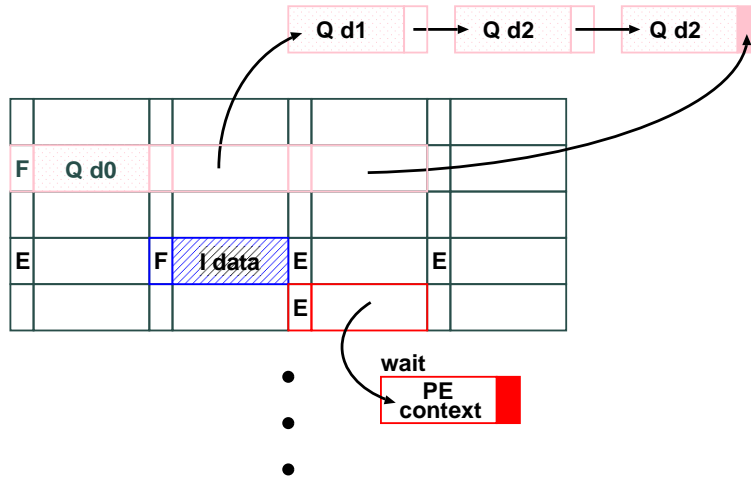 Q d1 Q d2 Q d2
F Q d0
E F I data E E
E
wait
PE
context